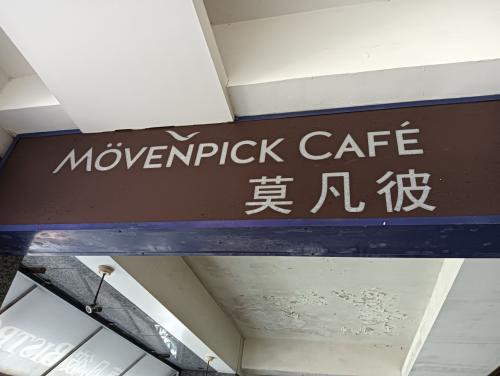 MÖVENPICK CAFÉ
莫凡彼